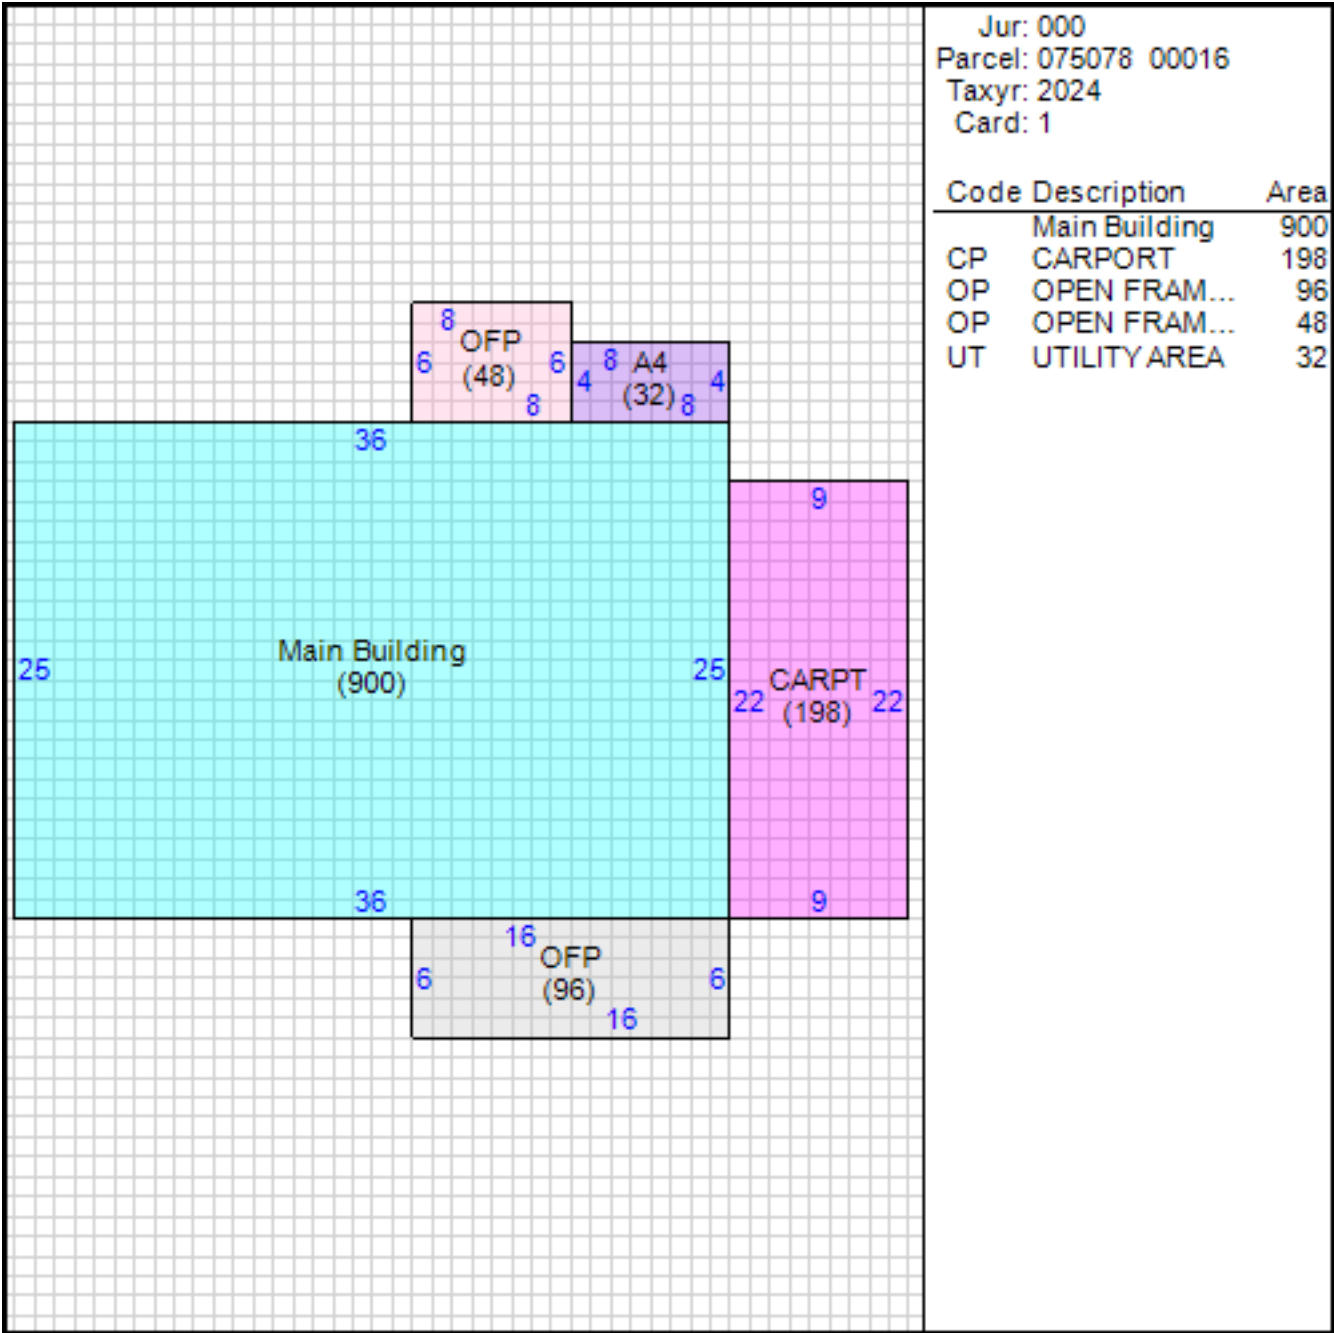 Jur: 000
Parcel: 075078 00016
Taxyr: 2024
Card: 1
Code Description Area
Main Building 900
CP CARPORT 198
OP OPEN FRAM... 96
OP OPEN FRAM... 48
UT UTILITY AREA 32
8
OFP
6 6
(48)
8
8 A4
4 4
(32) 8
36
9
Main Building
(900)
25 25
CARPT
22 22
(198)
36
9
16
OFP
6 6
(96)
16